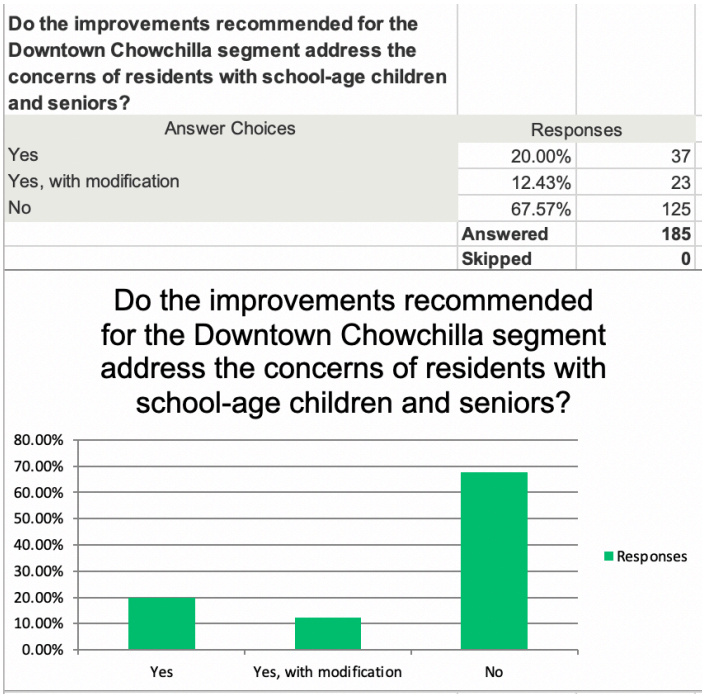 Do the improvements recommended for the
Downtown Chowchilla segment address the
concerns of residents with school-age children
and seniors?
Answer Choices Responses
Yes 20.00% 37
Yes, with modification 12.43% 23
No 67.57% 125
Answered 185
Skipped 0
Do the improvements recommended
for the Downtown Chowchilla segment
address the concerns of residents with
school-age children and seniors?
80.00%
70.00%
60.00%
50.00%
40.00%
30.00%
20.00%
10.00%
0.00%
Yes Yes, with modification No
Responses